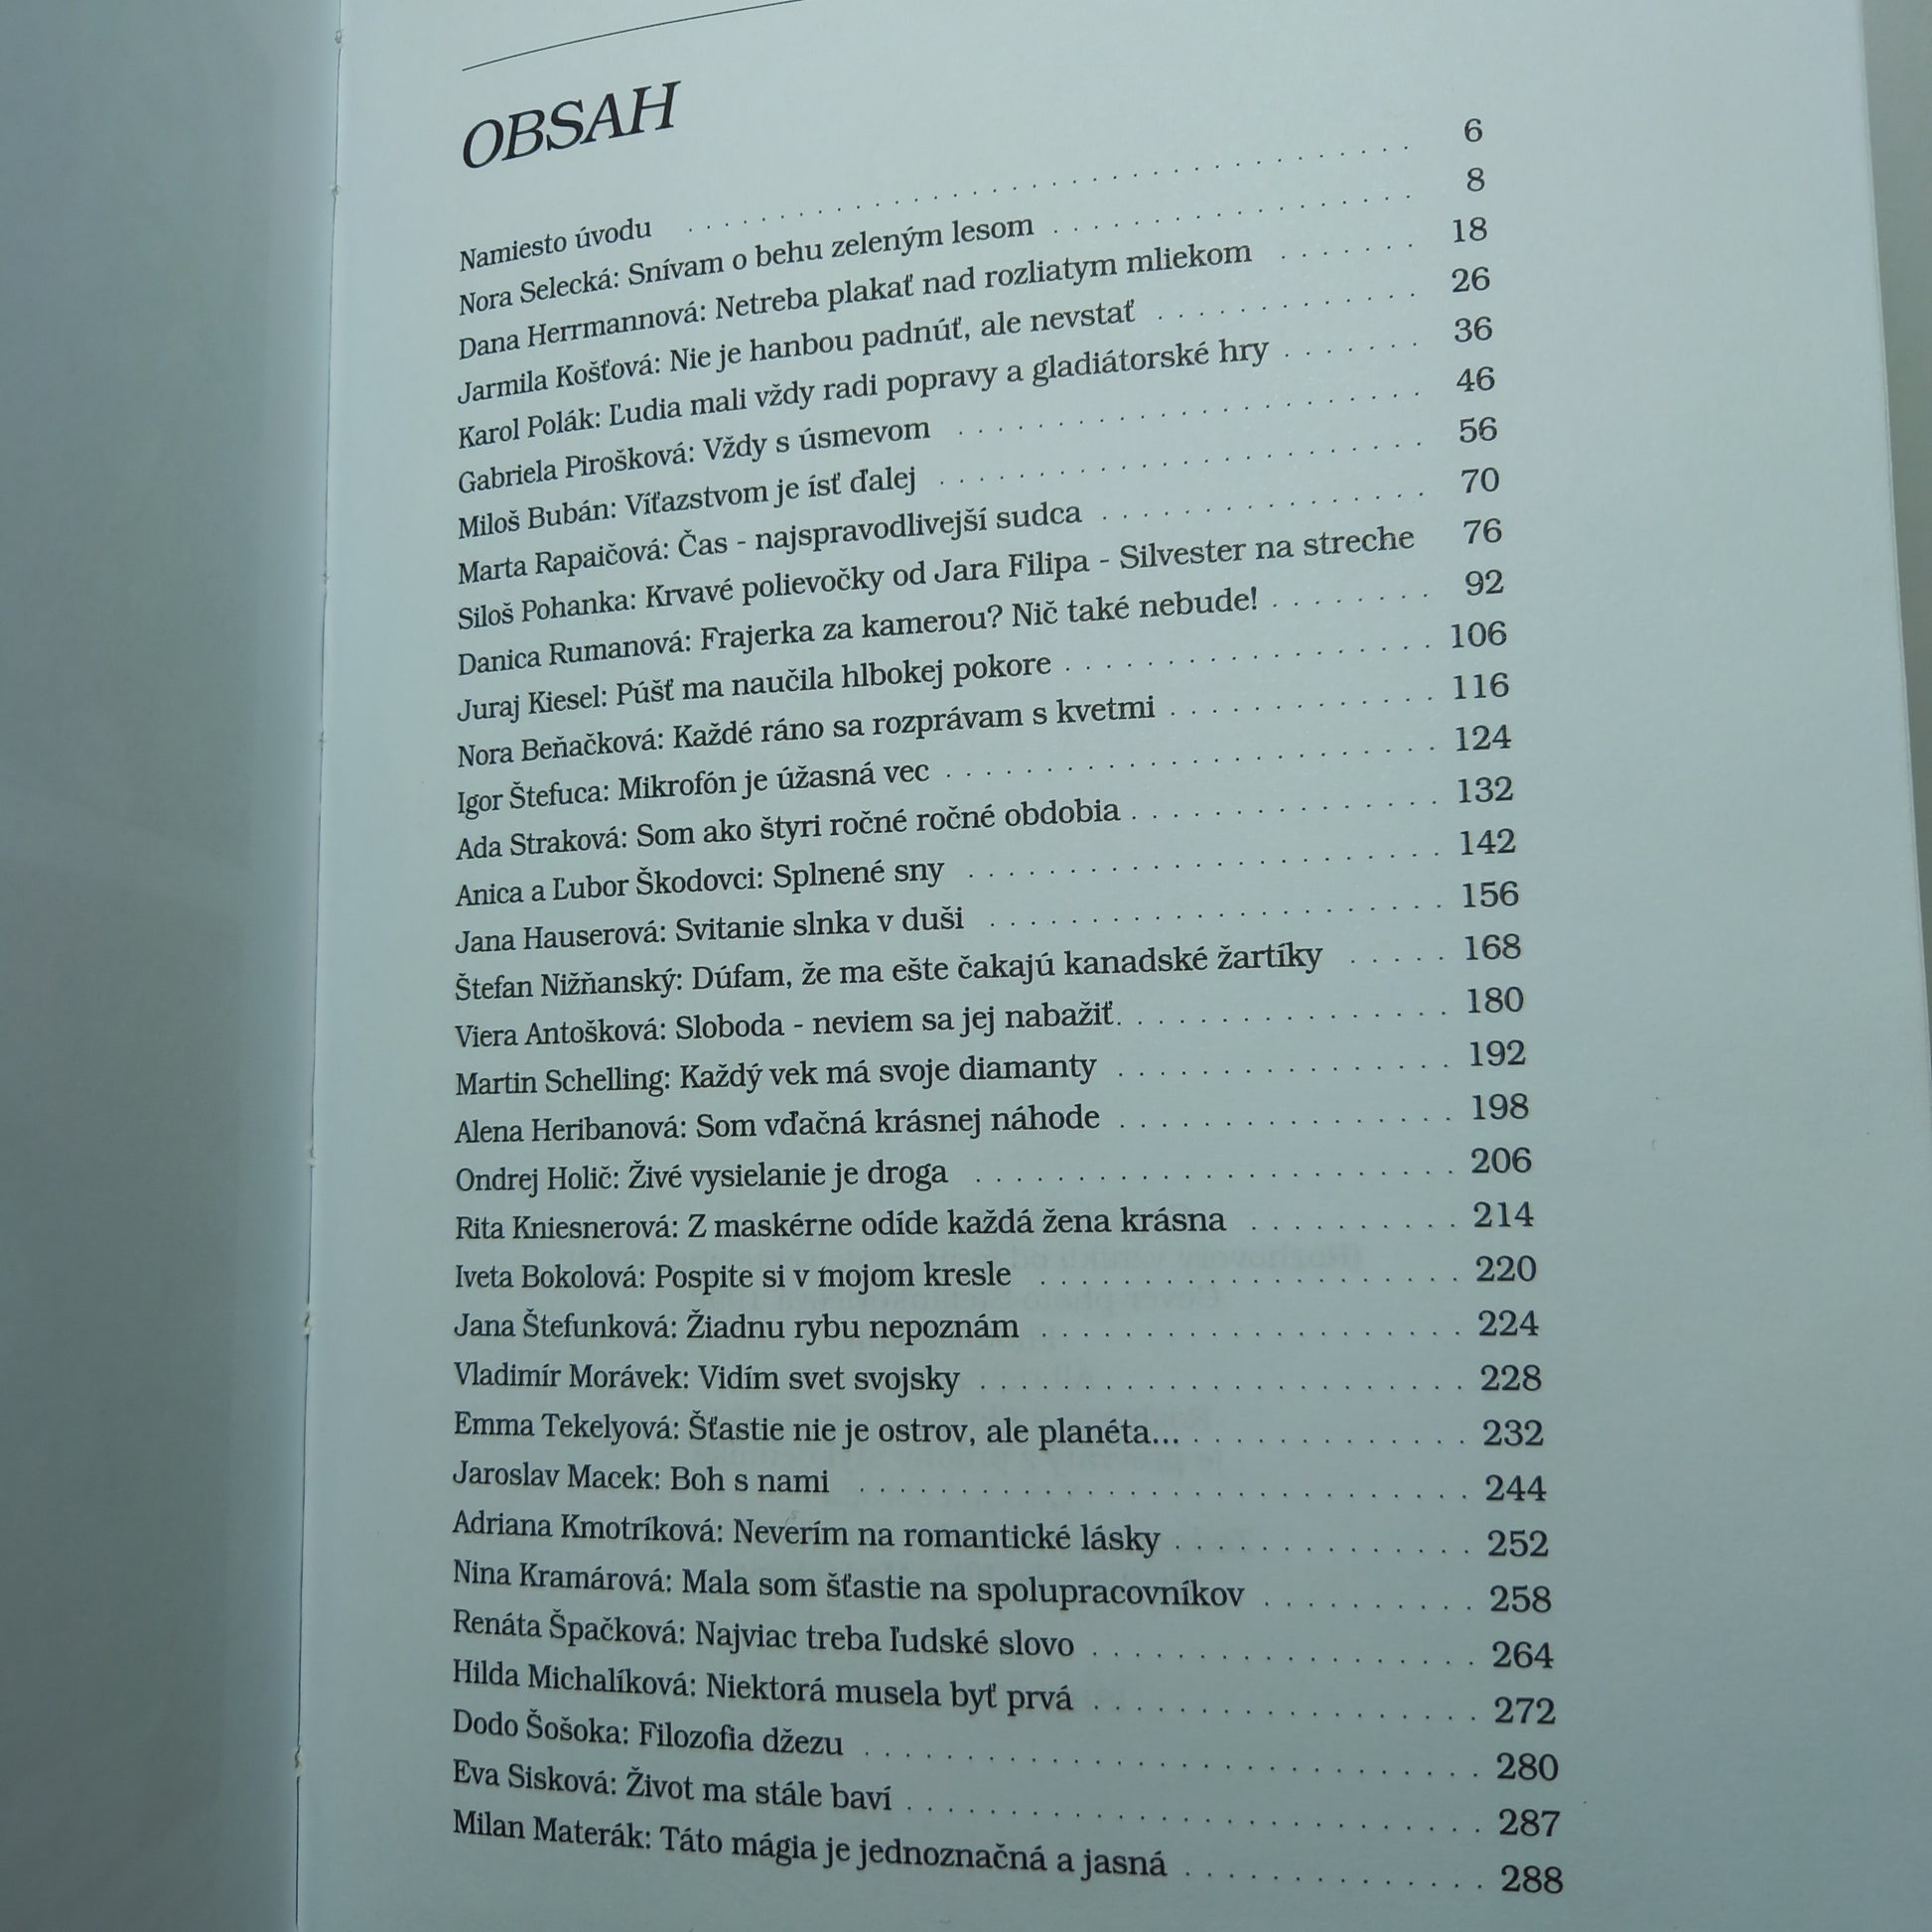 OBSAH
Namiesto úvodu . . . . . . . . . . 6
Nora Selecká: Snívam o behu zeleným lesom . . . . . . . . . . 8
Dana Herrmannová: Netreba plakať nad rozliatym mliekom . . . . . . . 18
Jarmila Košťová: Nie je hanbou padnúť, ale nevstať . . . . . . . . . . 26
Karol Polák: Ľudia mali vždy radi popravy a gladiátorské hry . . . . . . . 36
Gabriela Pirošková: Vždy s úsmevom . . . . . . . . . . 46
Miloš Bubán: Víťazstvom je ísť ďalej . . . . . . . . . . 56
Marta Rapaičová: Čas - najspravodlivejší sudca . . . . . . . . . . 70
Siloš Pohanka: Krvavé polievočky od Jara Filipa - Silvester na streche 76
Danica Rumanová: Frajerka za kamerou? Nič také nebude! . . . . . . . . 92
Juraj Kiesel: Púšť ma naučila hlbokej pokore . . . . . . . . . . 106
Nora Beňačková: Každé ráno sa rozprávam s kvetmi . . . . . . . . . . 116
Igor Štefuca: Mikrofón je úžasná vec . . . . . . . . . . 124
Ada Straková: Som ako štyri ročné ročné obdobia . . . . . . . . . . 132
Anica a Ľubor Škodovci: Splnené sny . . . . . . . . . . 142
Jana Hauserová: Svitanie slnka v duši . . . . . . . . . . 156
Štefan Nižňanský: Dúfam, že ma ešte čakajú kanadské žartíky . . . . . 168
Viera Antošková: Sloboda - neviem sa jej nabažiť. . . . . . . . . . . 180
Martin Schelling: Každý vek má svoje diamanty . . . . . . . . . . 192
Alena Heribanová: Som vďačná krásnej náhode . . . . . . . . . . 198
Ondrej Holič: Živé vysielanie je droga . . . . . . . . . . 206
Rita Kniesnerová: Z maskérne odíde každá žena krásna . . . . . . . . . . 214
Iveta Bokolová: Pospite si v mojom kresle . . . . . . . . . . 220
Jana Štefunková: Žiadnu rybu nepoznám . . . . . . . . . . 224
Vladimír Morávek: Vidím svet svojsky . . . . . . . . . . 228
Emma Tekelyová: Šťastie nie je ostrov, ale planéta... . . . . . . . . . . 232
Jaroslav Macek: Boh s nami . . . . . . . . . . 244
Adriana Kmotríková: Neverím na romantické lásky . . . . . . . . . . 252
Nina Kramárová: Mala som šťastie na spolupracovníkov . . . . . . . . . . 258
Renáta Špačková: Najviac treba ľudské slovo . . . . . . . . . . 264
Hilda Michalíková: Niektorá musela byť prvá . . . . . . . . . . 272
Dodo Šošoka: Filozofia džezu . . . . . . . . . . 280
Eva Sisková: Život ma stále baví . . . . . . . . . . 287
Milan Materák: Táto mágia je jednoznačná a jasná . . . . . . . . . . 288